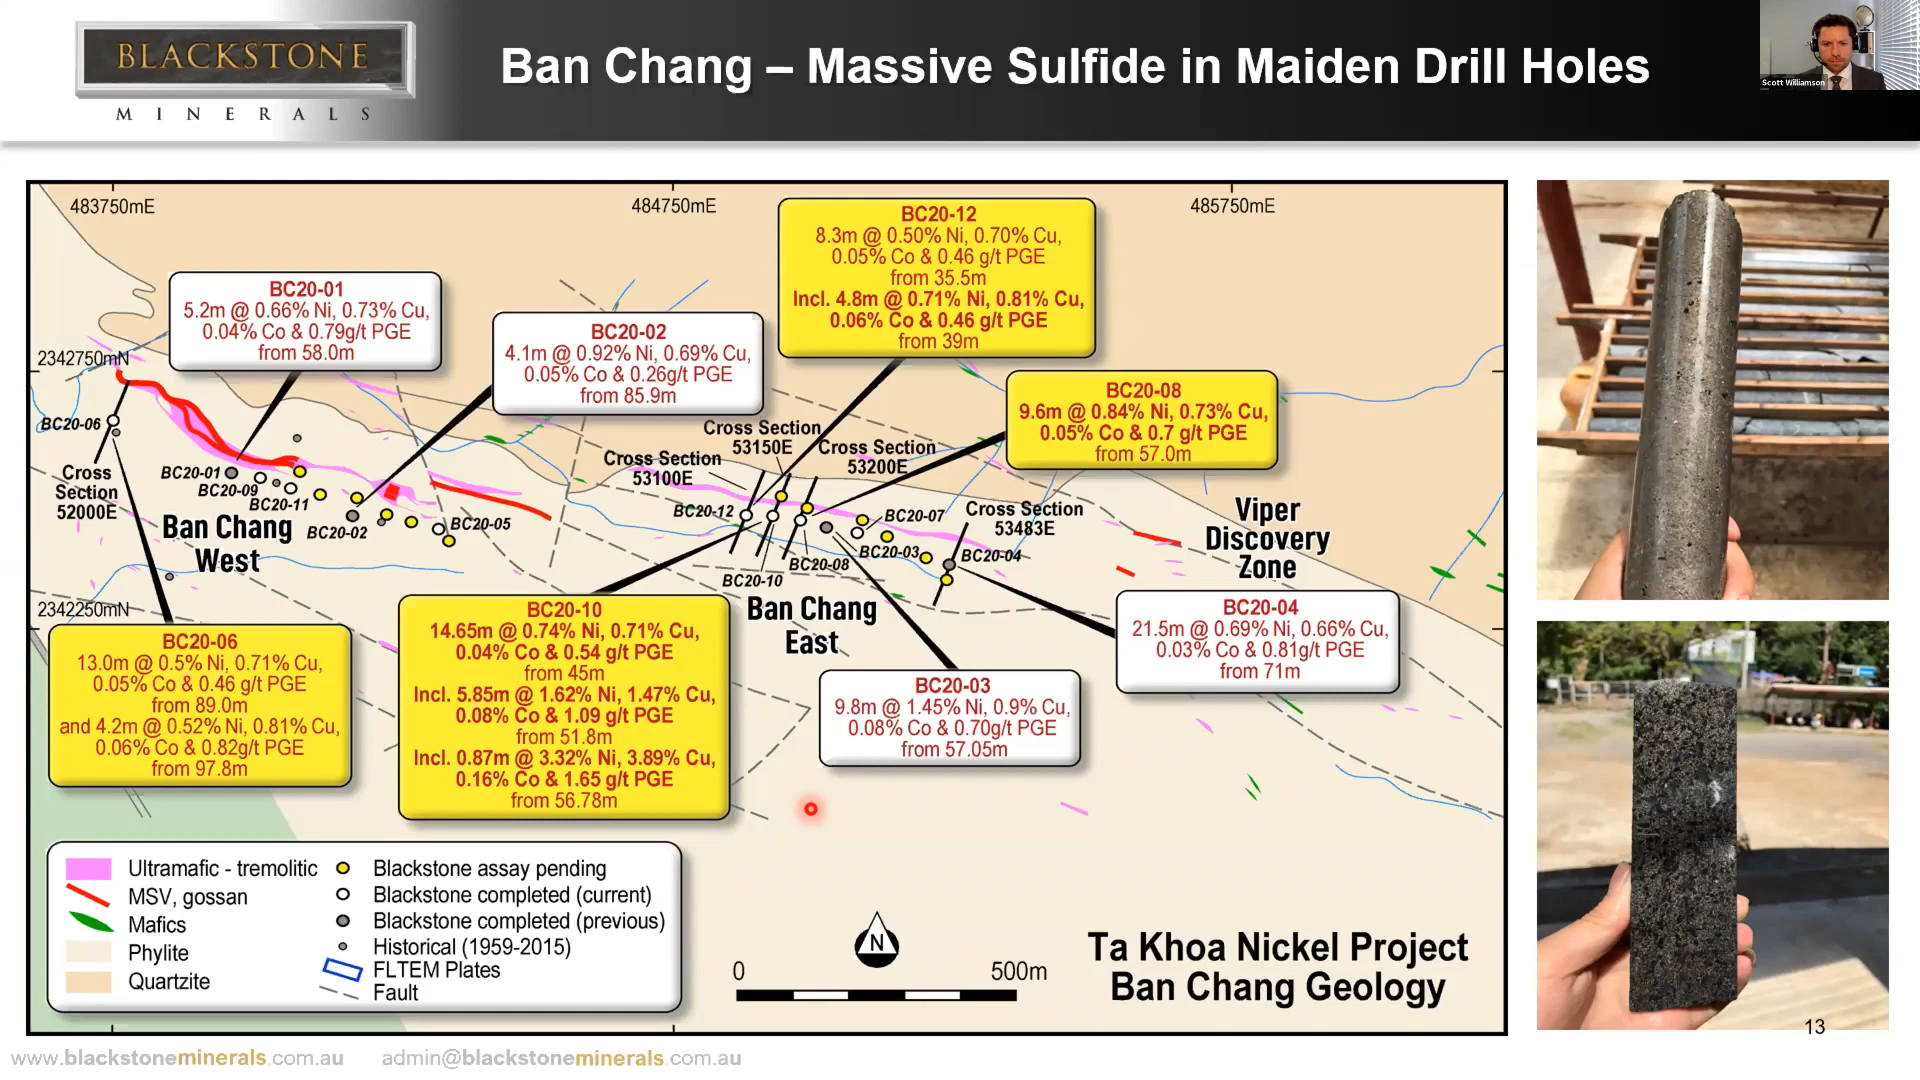 BLACKSTONE
MINERALS
Ban Chang – Massive Sulfide in Maiden Drill Holes
Scott Williamson
483750mE
484750mE
485750mE
2342750mN
2342250mN
BC20-01
5.2m @ 0.66% Ni, 0.73% Cu,
0.04% Co & 0.79g/t PGE
from 58.0m
BC20-02
4.1m @ 0.92% Ni, 0.69% Cu,
0.05% Co & 0.26g/t PGE
from 85.9m
BC20-12
8.3m @ 0.50% Ni, 0.70% Cu,
0.05% Co & 0.46 g/t PGE
from 35.5m
Incl. 4.8m @ 0.71% Ni, 0.81% Cu,
0.06% Co & 0.46 g/t PGE
from 39m
BC20-08
9.6m @ 0.84% Ni, 0.73% Cu,
0.05% Co & 0.7 g/t PGE
from 57.0m
BC20-06
Cross
Section
52000E
BC20-01
BC20-09
BC20-11
BC20-02
BC20-05
Ban Chang
West
Cross Section
53100E
Cross Section
53150E
Cross Section
53200E
Cross Section
53483E
BC20-12
BC20-10
BC20-08
BC20-07
BC20-03
BC20-04
Ban Chang
East
Viper
Discovery
Zone
BC20-06
13.0m @ 0.5% Ni, 0.71% Cu,
0.05% Co & 0.46 g/t PGE
from 89.0m
and 4.2m @ 0.52% Ni, 0.81% Cu,
0.06% Co & 0.82g/t PGE
from 97.8m
BC20-10
14.65m @ 0.74% Ni, 0.71% Cu,
0.04% Co & 0.54 g/t PGE
from 45m
Incl. 5.85m @ 1.62% Ni, 1.47% Cu,
0.08% Co & 1.09 g/t PGE
from 51.8m
Incl. 0.87m @ 3.32% Ni, 3.89% Cu,
0.16% Co & 1.65 g/t PGE
from 56.78m
BC20-03
9.8m @ 1.45% Ni, 0.9% Cu,
0.08% Co & 0.70g/t PGE
from 57.05m
BC20-04
21.5m @ 0.69% Ni, 0.66% Cu,
0.03% Co & 0.81g/t PGE
from 71m
Ultramafic - tremolitic
MSV, gossan
Mafics
Phylite
Quartzite
Blackstone assay pending
Blackstone completed (current)
Blackstone completed (previous)
Historical (1959-2015)
FLTEM Plates
Fault
N
0
500m
Ta Khoa Nickel Project
Ban Chang Geology
13
www.blackstoneminerals.com.au
admin@blackstoneminerals.com.au